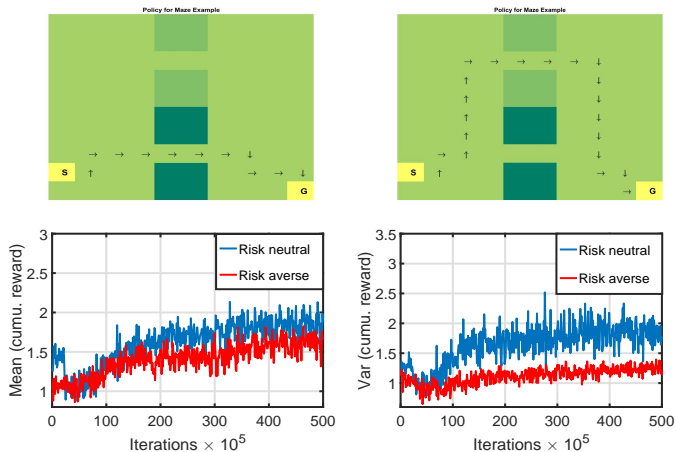 Policy for Maze Example
S
G
Policy for Maze Example
S
G
3
2.5
2
1.5
1
0 100 200 300 400 500
Mean (cumu. reward)
Iterations × 10^5
Risk neutral
Risk averse
3.5
3
2.5
2
1.5
1
0 100 200 300 400 500
Var (cumu. reward)
Iterations × 10^5
Risk neutral
Risk averse